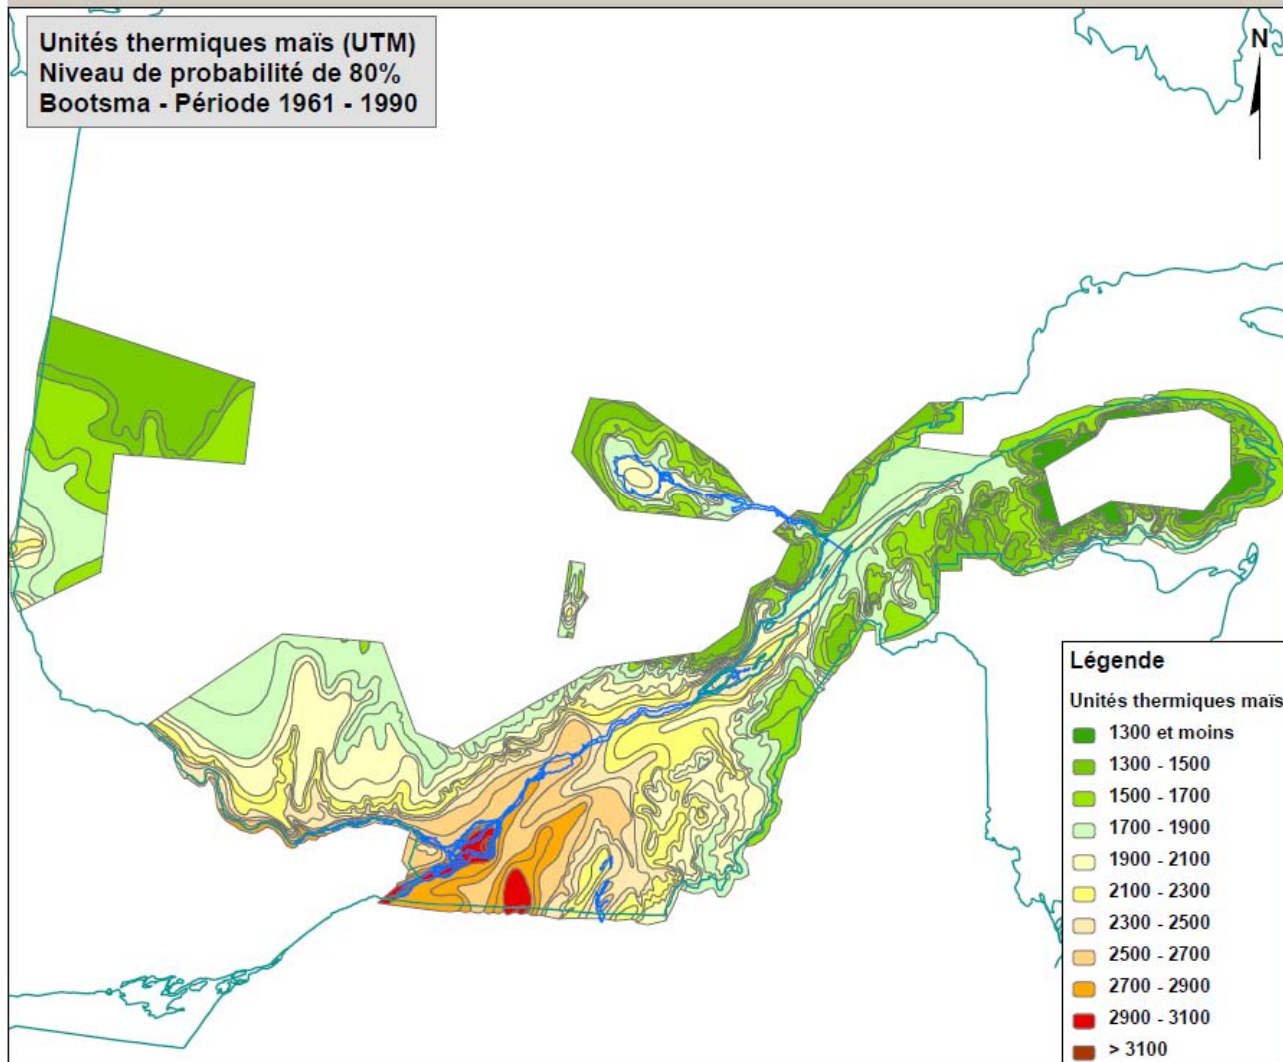 Unités thermiques maïs (UTM)
Niveau de probabilité de 80%
Bootsma - Période 1961 - 1990
N
Légende
Unités thermiques maïs
1300 et moins
1300 - 1500
1500 - 1700
1700 - 1900
1900 - 2100
2100 - 2300
2300 - 2500
2500 - 2700
2700 - 2900
2900 - 3100
> 3100